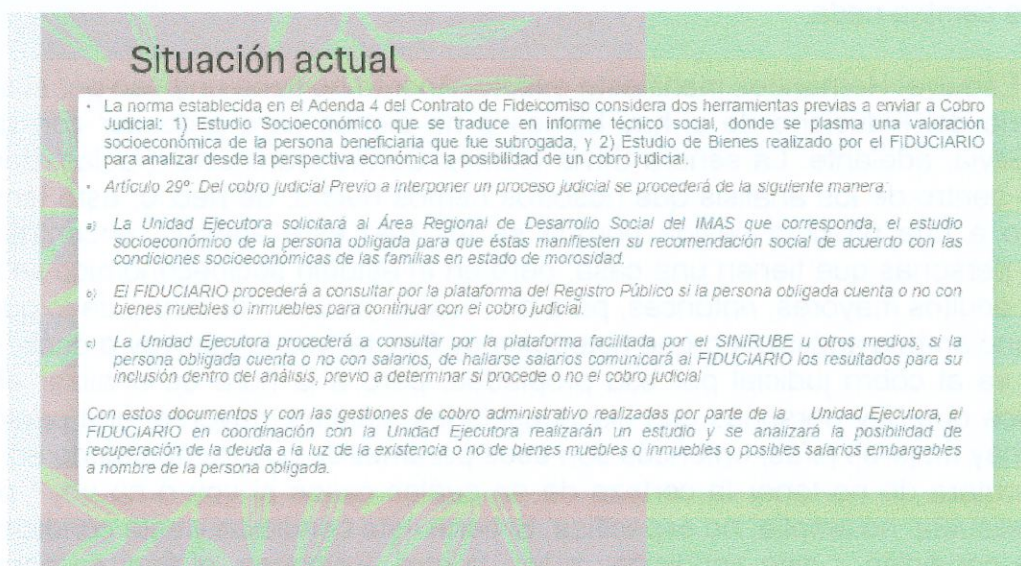 Situación actual
• La norma establecida en el Adenda 4 del Contrato de Fideicomiso considera dos herramientas previas a enviar a Cobro
Judicial: 1) Estudio Socioeconómico que se traduce en informe técnico social, donde se plasma una valoración
socioeconómica de la persona beneficiaria que fue subrogada, y 2) Estudio de Bienes realizado por el FIDUCIARIO
para analizar desde la perspectiva económica la posibilidad de un cobro judicial.
• Artículo 29º: Del cobro judicial Previo a interponer un proceso judicial se procederá de la siguiente manera:
a) La Unidad Ejecutora solicitará al Área Regional de Desarrollo Social del IMAS que corresponda, el estudio
socioeconómico de la persona obligada para que éstas manifiesten su recomendación social de acuerdo con las
condiciones socioeconómicas de las familias en estado de morosidad.
b) El FIDUCIARIO procederá a consultar por la plataforma del Registro Público si la persona obligada cuenta o no con
bienes muebles o inmuebles para continuar con el cobro judicial.
c) La Unidad Ejecutora procederá a consultar por la plataforma facilitada por el SINIRUBE u otros medios, si la
persona obligada cuenta o no con salarios, de hallarse salarios comunicará al FIDUCIARIO los resultados para su
inclusión dentro del análisis, previo a determinar si procede o no el cobro judicial
Con estos documentos y con las gestiones de cobro administrativo realizadas por parte de la Unidad Ejecutora, el
FIDUCIARIO en coordinación con la Unidad Ejecutora realizarán un estudio y se analizará la posibilidad de
recuperación de la deuda a la luz de la existencia o no de bienes muebles o inmuebles o posibles salarios embargables
a nombre de la persona obligada.